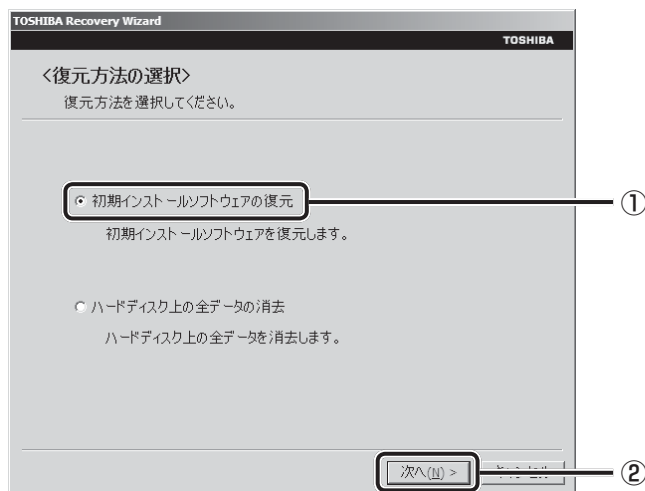 TOSHIBA Recovery Wizard
TOSHIBA
<復元方法の選択>
復元方法を選択してください。
初期インストールソフトウェアの復元
①
初期インストールソフトウェアを復元します。
ハードディスク上の全データの消去
ハードディスク上の全データを消去します。
次へ(N) >
②